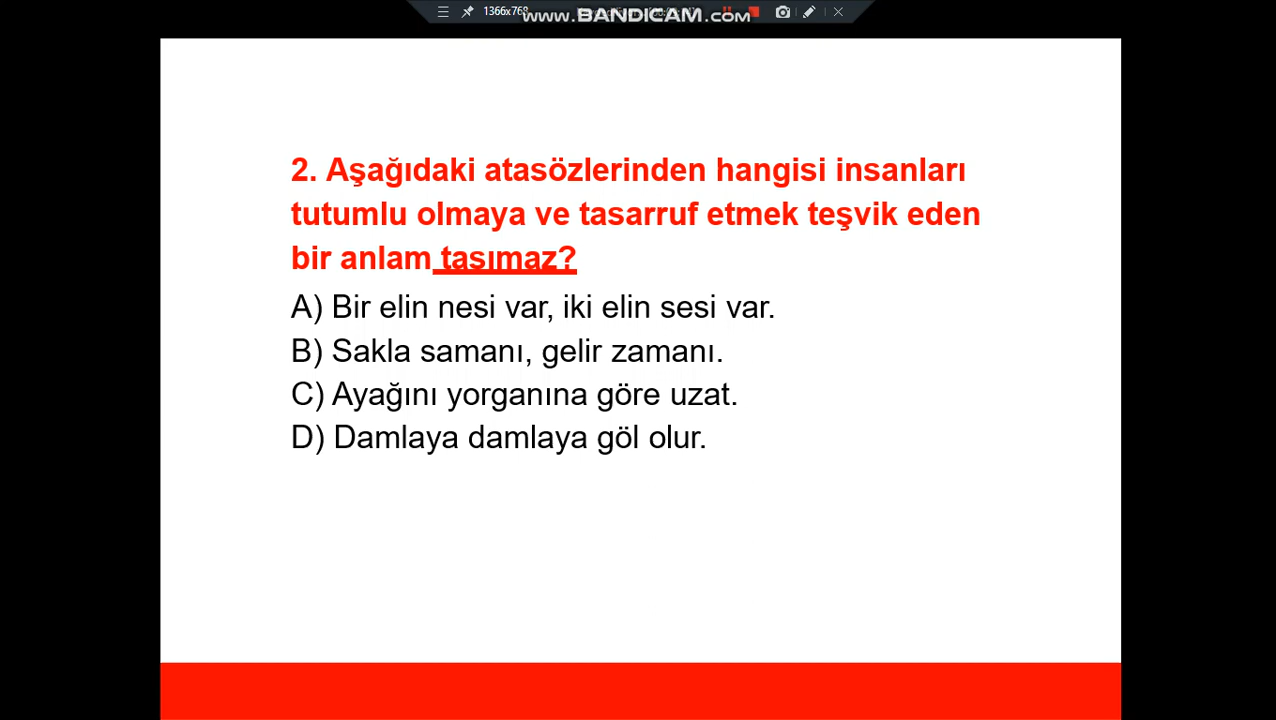 1366x768
www.BANDICAM.com
2. Aşağıdaki atasözlerinden hangisi insanları
tutumlu olmaya ve tasarruf etmek teşvik eden
bir anlam taşımaz?
A) Bir elin nesi var, iki elin sesi var.
B) Sakla samanı, gelir zamanı.
C) Ayağını yorganına göre uzat.
D) Damlaya damlaya göl olur.